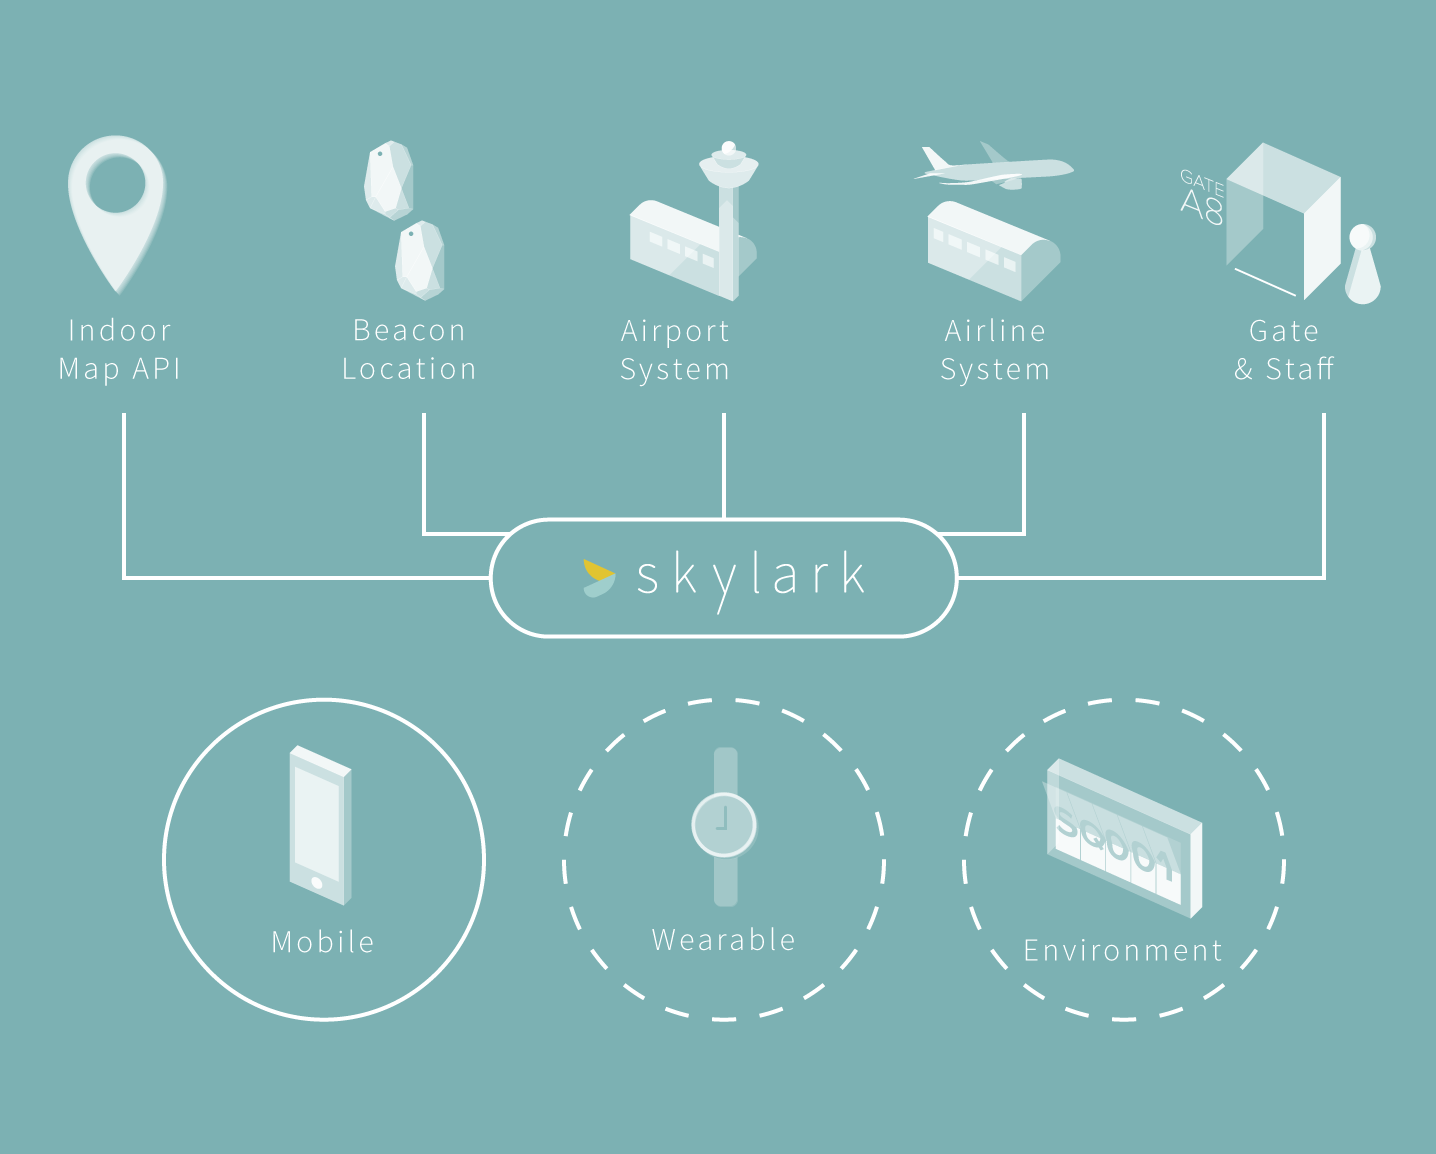 GATE
A8
Indoor
Map API
Beacon
Location
Airport
System
Airline
System
Gate
& Staff
skylark
Mobile
Wearable
SQ001
Environment